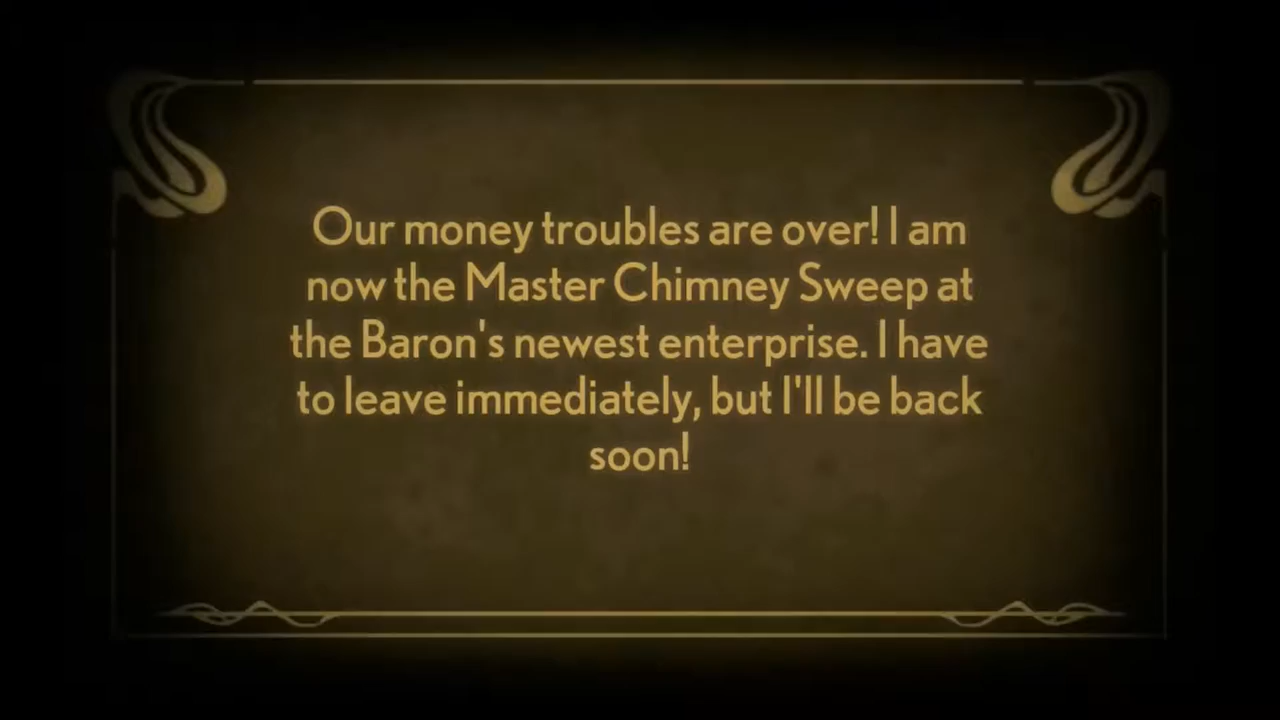 Our money troubles are over! I am
now the Master Chimney Sweep at
the Baron's newest enterprise. I have
to leave immediately, but I'll be back
soon!